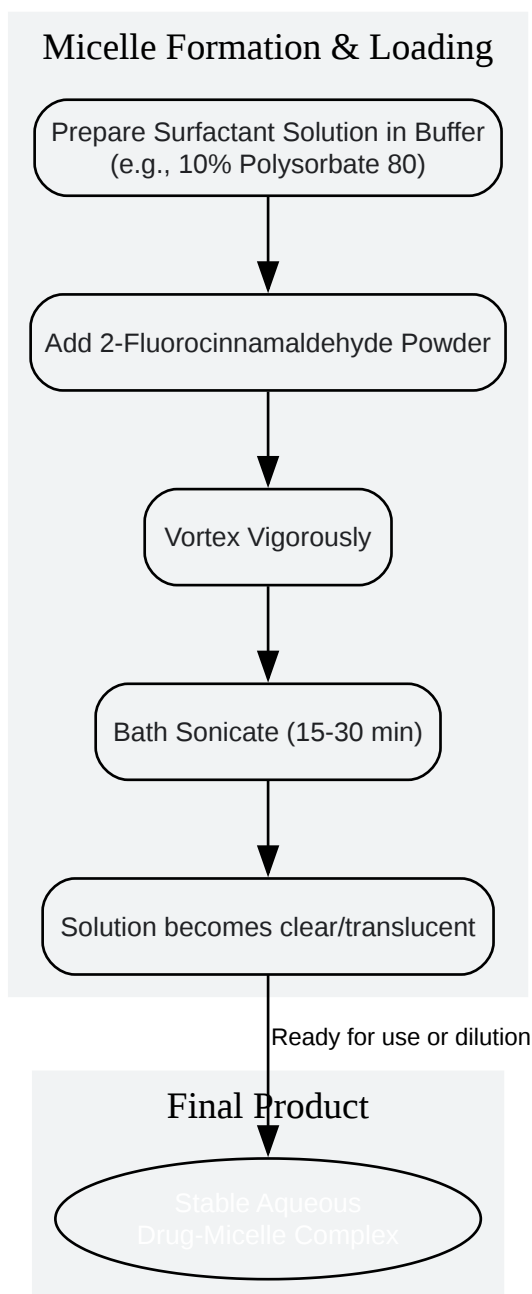 Micelle Formation & Loading
Prepare Surfactant Solution in Buffer
(e.g., 10% Polysorbate 80)
Add 2-Fluorocinnamaldehyde Powder
Vortex Vigorously
Bath Sonicate (15-30 min)
Solution becomes clear/translucent
Ready for use or dilution
Final Product
Stable Aqueous
Drug-Micelle Complex